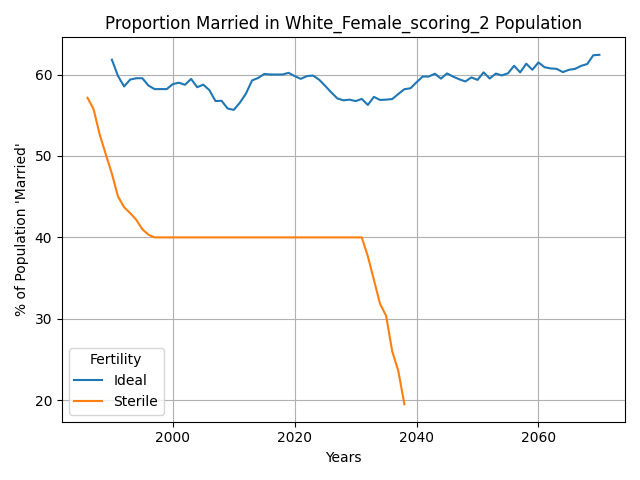 Proportion Married in White_Female_scoring_2 Population
% of Population 'Married'
60
50
40
30
20
Fertility
Ideal
Sterile
2000 2020 2040 2060
Years